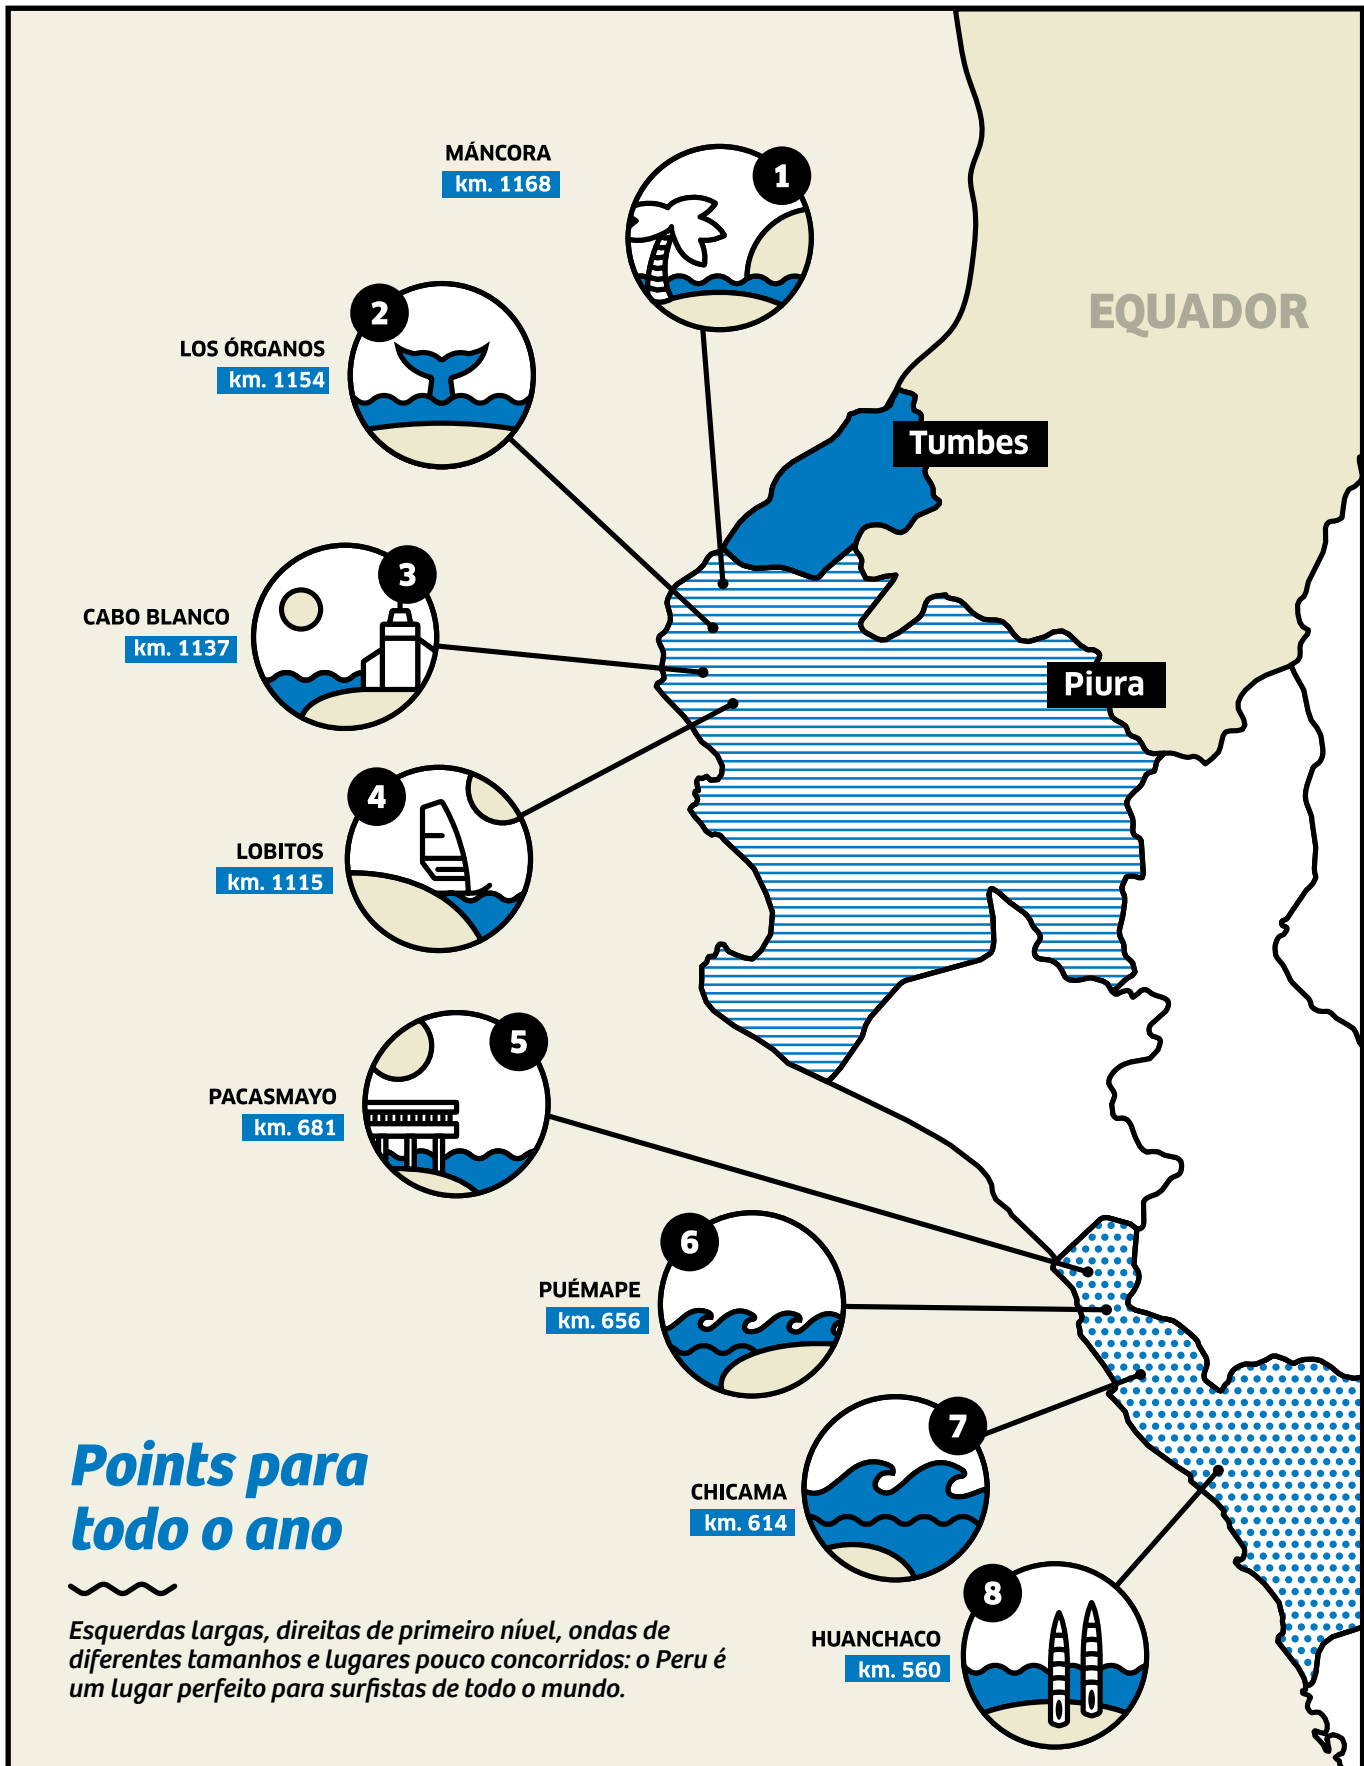 MÁNCORA
km. 1168
1
EQUADOR
2
LOS ÓRGANOS
km. 1154
Tumbes
3
CABO BLANCO
km. 1137
Piura
4
LOBITOS
km. 1115
5
PACASMAYO
km. 681
6
PUÉMAPE
km. 656
7
CHICAMA
km. 614
8
HUANCHACO
km. 560
Points para
todo o ano
Esquerdas largas, direitas de primeiro nível, ondas de
diferentes tamanhos e lugares pouco concorridos: o Peru é
um lugar perfeito para surfistas de todo o mundo.